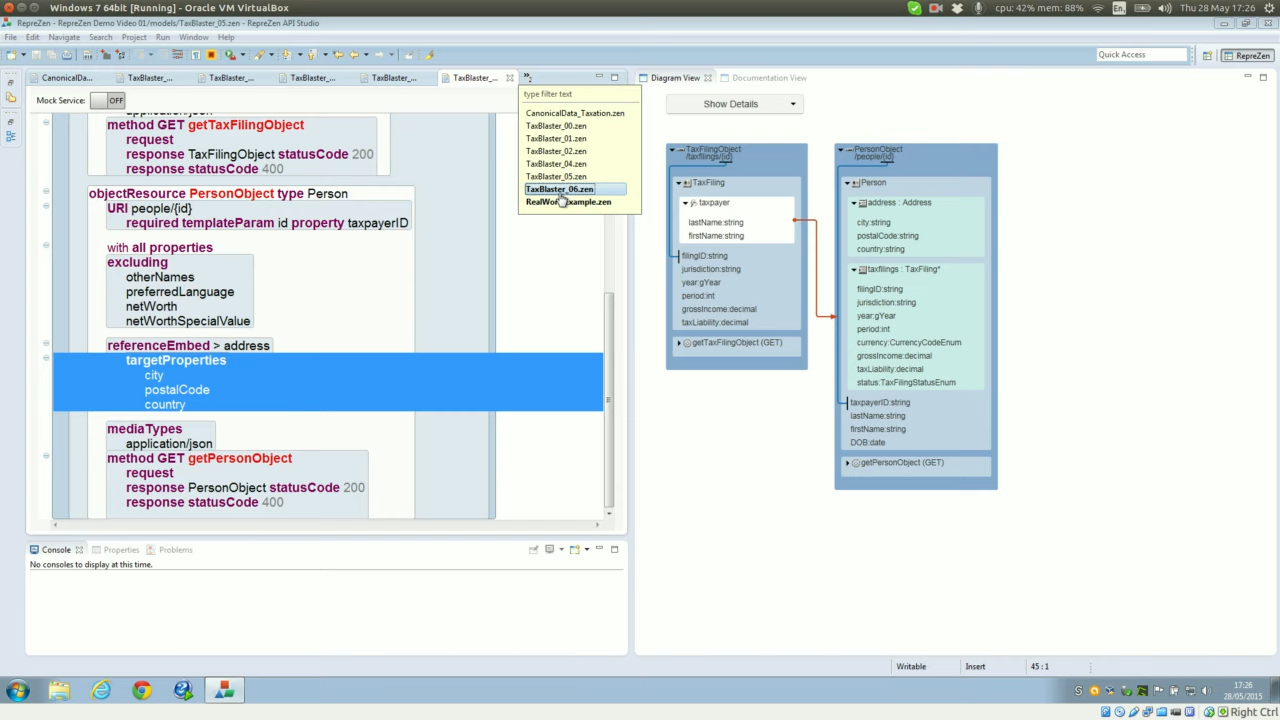 Windows 7 64bit [Running] - Oracle VM VirtualBox
cpu: 42% mem: 88%
En
Thu 28 May 17:26
RepreZen - RepreZen Demo Video 01/models/TaxBlaster_05.zen - RepreZen API Studio
File Edit Navigate Search Project Run Window Help
Quick Access
RepreZen
CanonicalDa...
TaxBlaster_...
TaxBlaster_...
TaxBlaster_...
TaxBlaster_...
TaxBlaster_...
Mock Service:
OFF
application/json
method GET getTaxFilingObject
request
response TaxFilingObject statusCode 200
response statusCode 400
objectResource PersonObject type Person
URI people/{id}
required templateParam id property taxpayerID
with all properties
excluding
otherNames
preferredLanguage
netWorth
netWorthSpecialValue
referenceEmbed > address
targetProperties
city
postalCode
country
mediaTypes
application/json
method GET getPersonObject
request
response PersonObject statusCode 200
response statusCode 400
type filter text
CanonicalData_Taxation.zen
TaxBlaster_00.zen
TaxBlaster_01.zen
TaxBlaster_02.zen
TaxBlaster_04.zen
TaxBlaster_05.zen
TaxBlaster_06.zen
Diagram View
Documentation View
Show Details
TaxFilingObject
/taxfilings/{id}
TaxFiling
taxpayer
lastName:string
firstName:string
filingID:string
jurisdiction:string
year:gYear
period:int
grossIncome:decimal
taxLiability:decimal
getTaxFilingObject (GET)
PersonObject
/people/{id}
Person
address : Address
city:string
postalCode:string
country:string
taxfilings : TaxFiling*
filingID:string
jurisdiction:string
year:gYear
period:int
currency:CurrencyCodeEnum
grossIncome:decimal
taxLiability:decimal
status:TaxFilingStatusEnum
taxpayerID:string
lastName:string
firstName:string
DOB:date
getPersonObject (GET)
Console
Properties
Problems
No consoles to display at this time.
Writable
Insert
45 : 1
17:26
28/05/2015
Right Ctrl